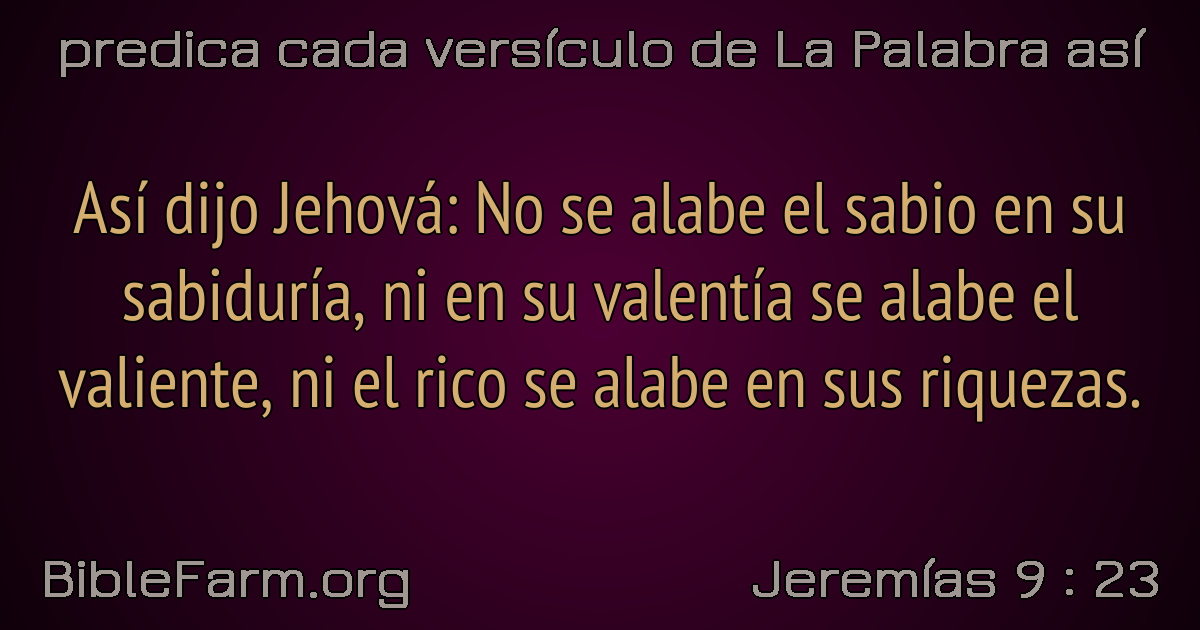 predica cada versículo de La Palabra así
Así dijo Jehová: No se alabe el sabio en su
sabiduría, ni en su valentía se alabe el
valiente, ni el rico se alabe en sus riquezas.
BibleFarm.org
Jeremías 9 : 23